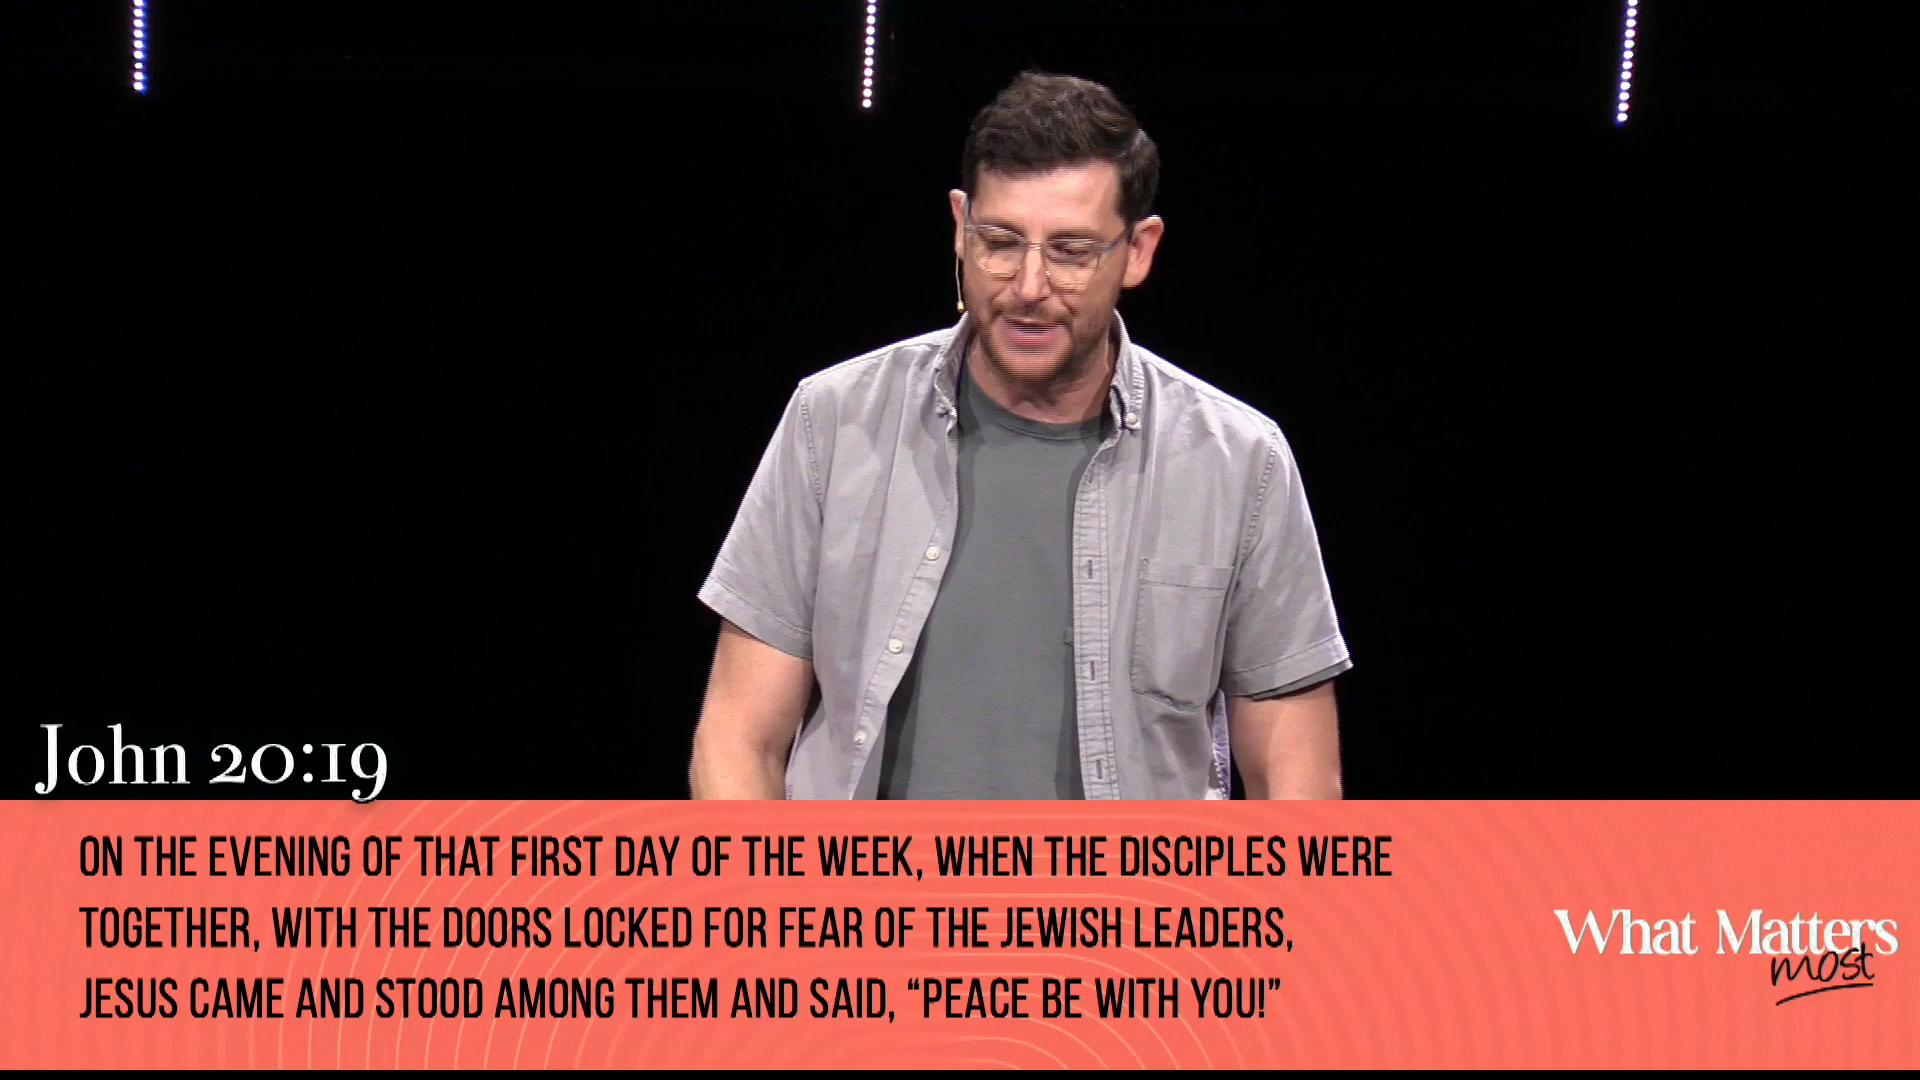 John 20:19
ON THE EVENING OF THAT FIRST DAY OF THE WEEK, WHEN THE DISCIPLES WERE
TOGETHER, WITH THE DOORS LOCKED FOR FEAR OF THE JEWISH LEADERS,
JESUS CAME AND STOOD AMONG THEM AND SAID, “PEACE BE WITH YOU!”
What Matters
most